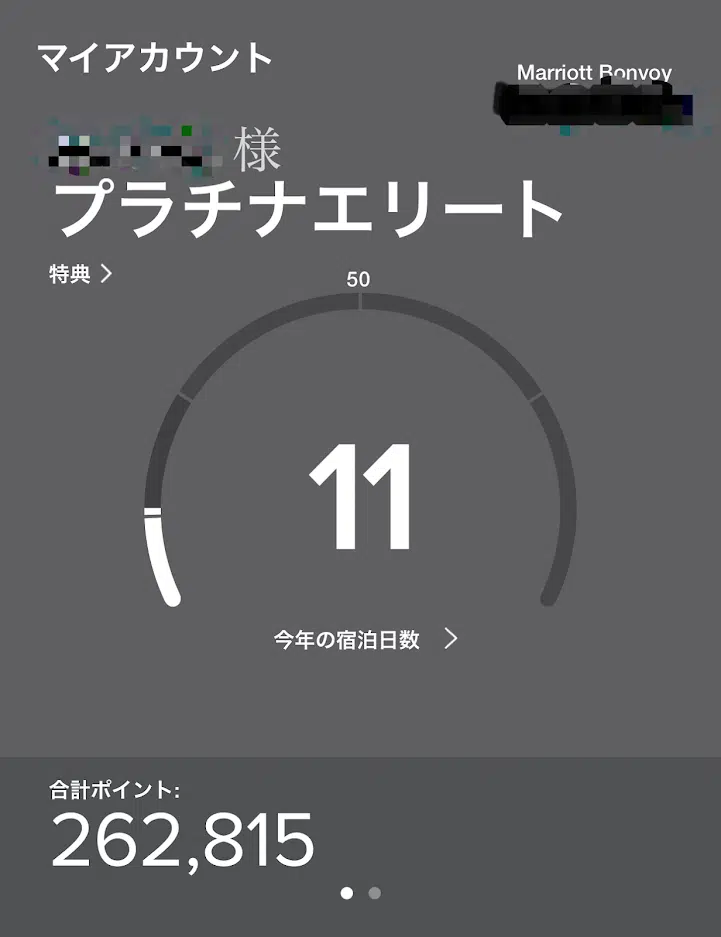 マイアカウント
Marriott Bonvoy
様
プラチナエリート
特典
50
11
今年の宿泊日数
合計ポイント:
262,815